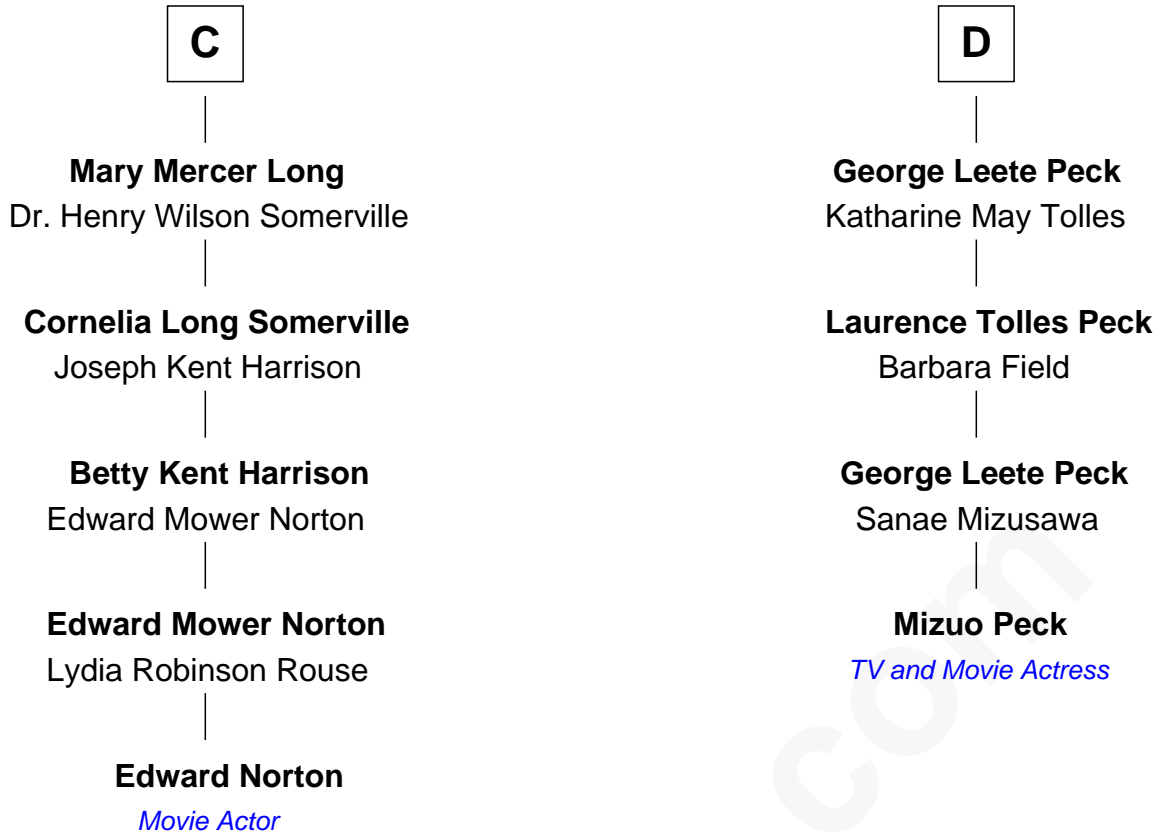 C
Mary Mercer Long
Dr. Henry Wilson Somerville
Cornelia Long Somerville
Joseph Kent Harrison
Betty Kent Harrison
Edward Mower Norton
Edward Mower Norton
Lydia Robinson Rouse
Edward Norton
Movie Actor
D
George Leete Peck
Katharine May Tolles
Laurence Tolles Peck
Barbara Field
George Leete Peck
Sanae Mizusawa
Mizuo Peck
TV and Movie Actress
com